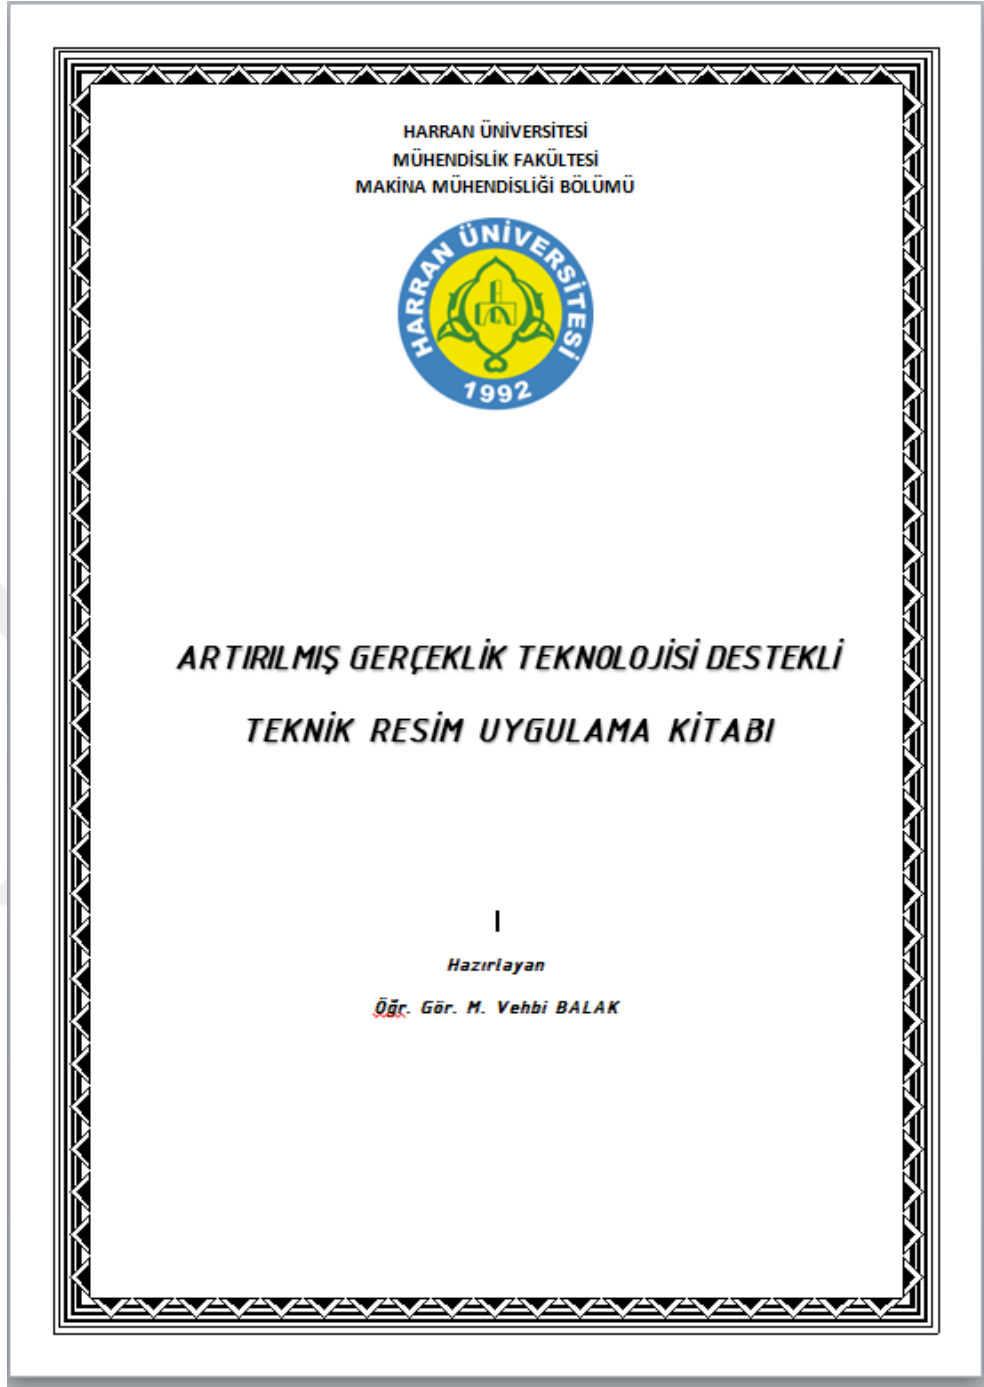 HARRAN ÜNİVERSİTESİ
MÜHENDİSLİK FAKÜLTESİ
MAKİNA MÜHENDİSLİĞİ BÖLÜMÜ
HARRAN ÜNİVERSİTESİ
1992
ARTIRILMIŞ GERÇEKLİK TEKNOLOJİSİ DESTEKLİ
TEKNİK RESİM UYGULAMA KİTABI
Hazırlayan
Öğr. Gör. M. Vehbi BALAK